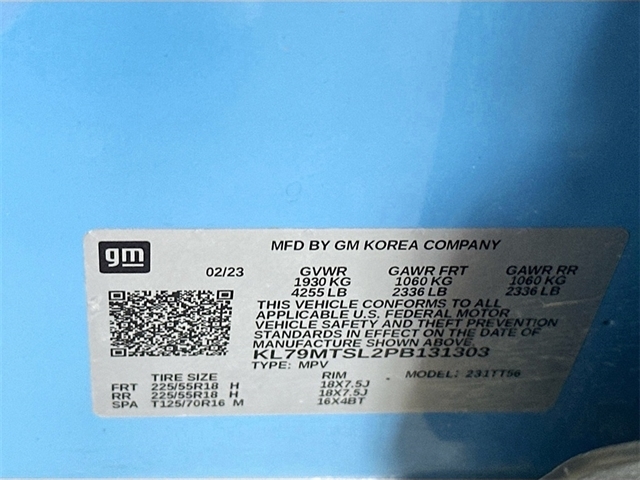 gm
MFD BY GM KOREA COMPANY
02/23 GVWR GAWR FRT GAWR RR
1930 KG 1060 KG 1060 KG
4255 LB 2336 LB 2336 LB
THIS VEHICLE CONFORMS TO ALL
APPLICABLE U.S. FEDERAL MOTOR
VEHICLE SAFETY AND THEFT PREVENTION
STANDARDS IN EFFECT ON THE DATE OF
MANUFACTURE SHOWN ABOVE.
KL79MTSL2PB131303
TYPE: MPV
TIRE SIZE RIM MODEL: 231TT56
FRT 225/55R18 H 18X7.5J
RR 225/55R18 H 18X7.5J
SPA T125/70R16 M 16X4BT